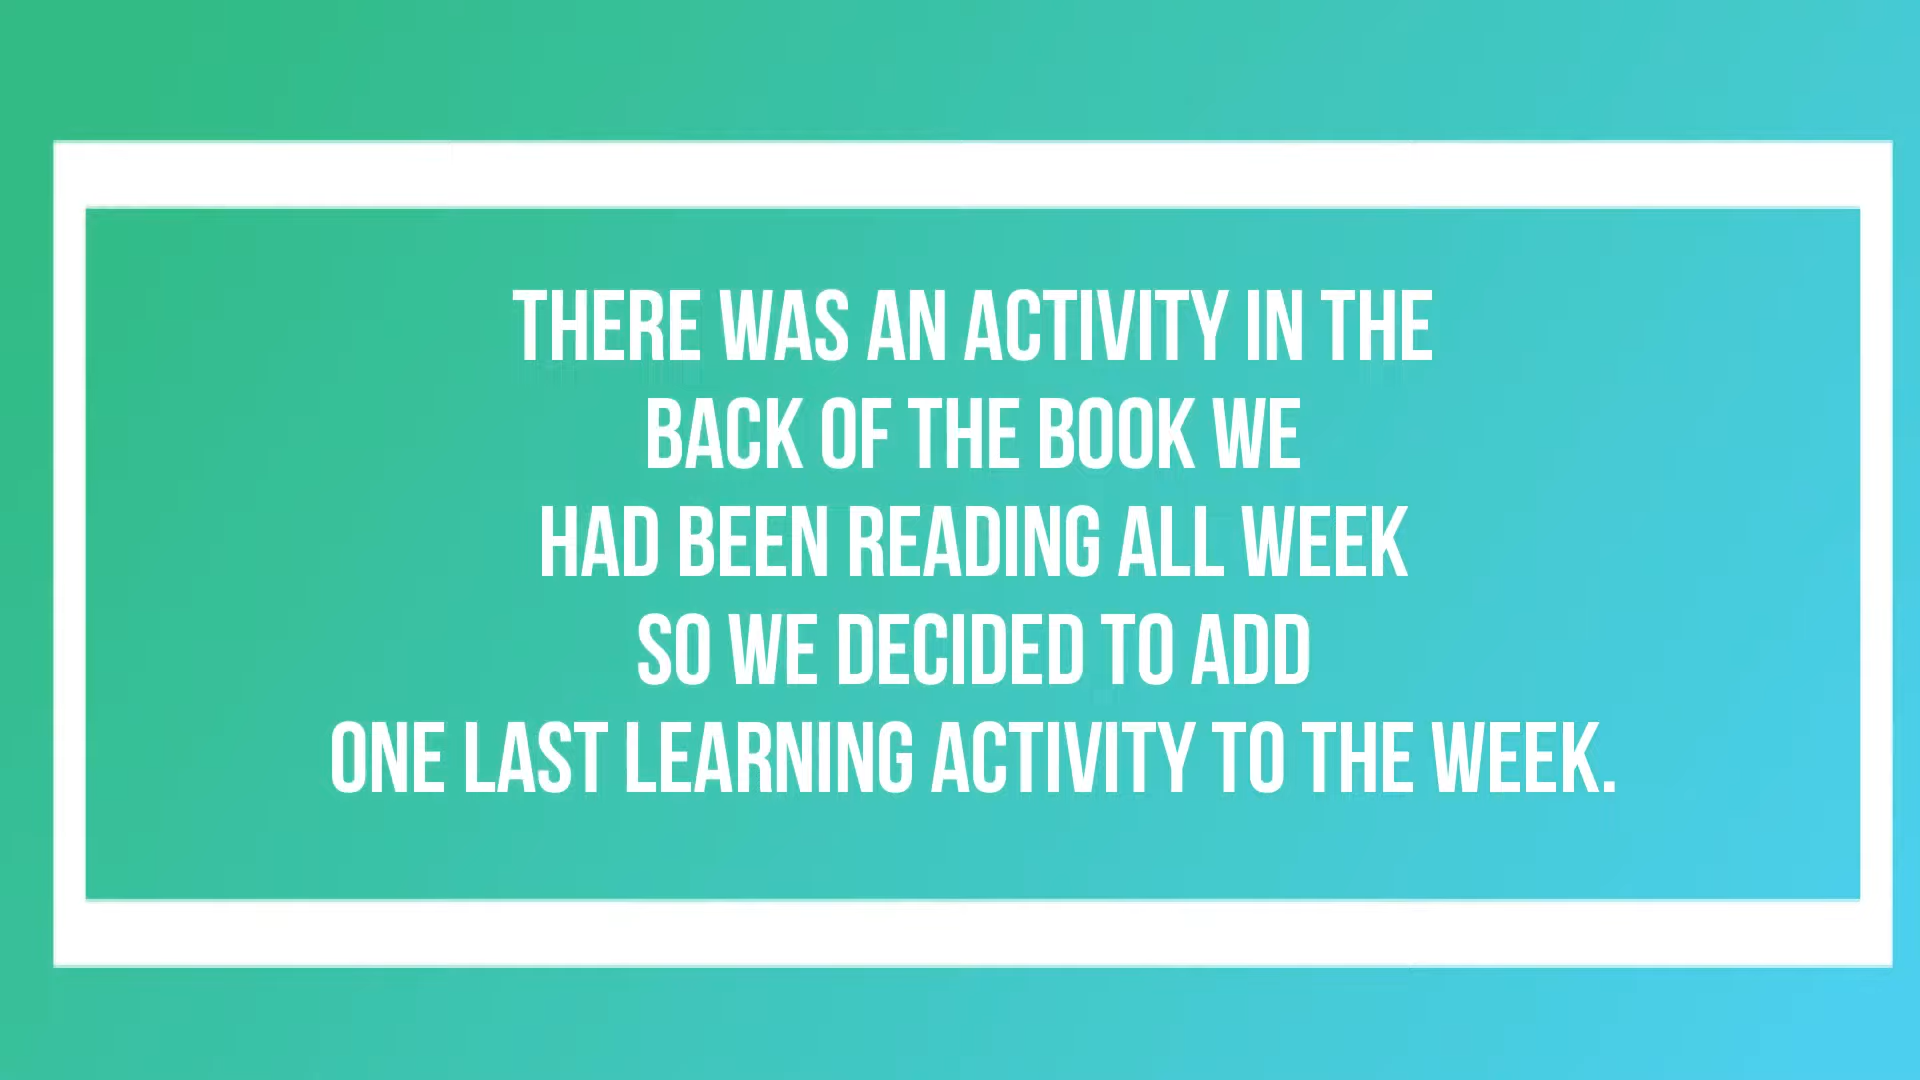 THERE WAS AN ACTIVITY IN THE
BACK OF THE BOOK WE
HAD BEEN READING ALL WEEK
SO WE DECIDED TO ADD
ONE LAST LEARNING ACTIVITY TO THE WEEK.